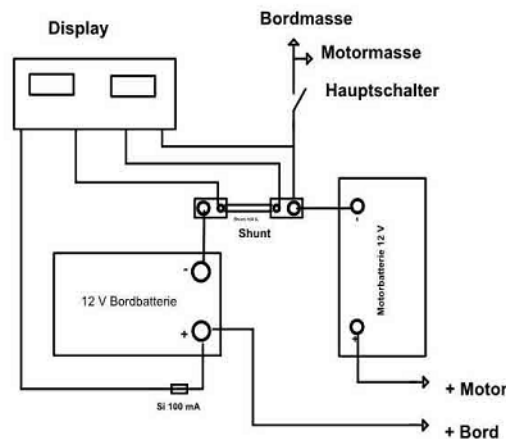 Bordmasse
Display
Motormasse
Hauptschalter
Shunt
-
-
Motorbatterie 12 V
12 V Bordbatterie
+
+
Si 100 mA
+ Motor
+ Bord